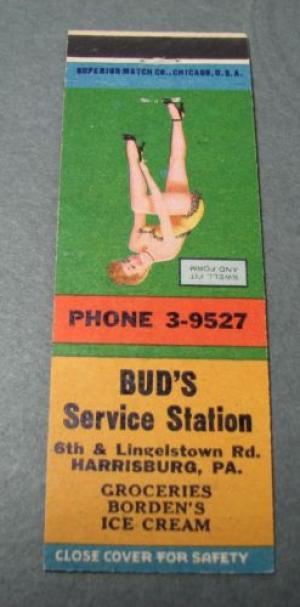 SUPERIOR MATCH CO., CHICAGO, U.S.A.
SWELL FIT
AND FORM
PHONE 3-9527
BUD'S
Service Station
6th & Lingelstown Rd.
HARRISBURG, PA.
GROCERIES
BORDEN'S
ICE CREAM
CLOSE COVER FOR SAFETY